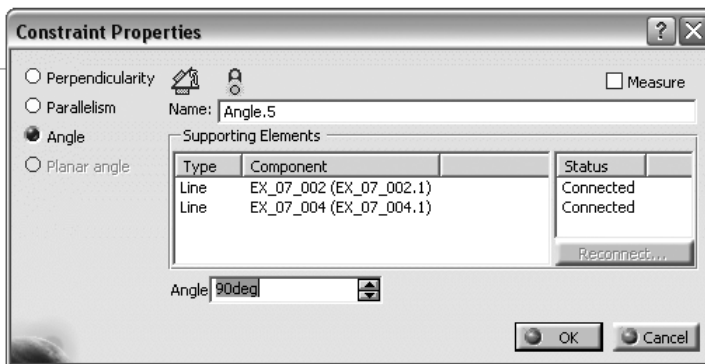 Constraint Properties
Perpendicularity
Parallelism
Angle
Planar angle
Measure
Name: Angle.5
Supporting Elements
Type Component Status
Line EX_07_002 (EX_07_002.1) Connected
Line EX_07_004 (EX_07_004.1) Connected
Reconnect...
Angle 90deg
OK Cancel